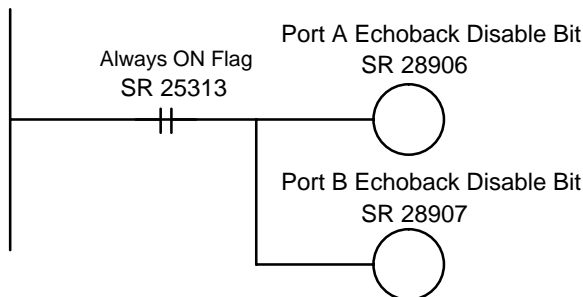 Port A Echoback Disable Bit
Always ON Flag
SR 28906
SR 25313
Port B Echoback Disable Bit
SR 28907